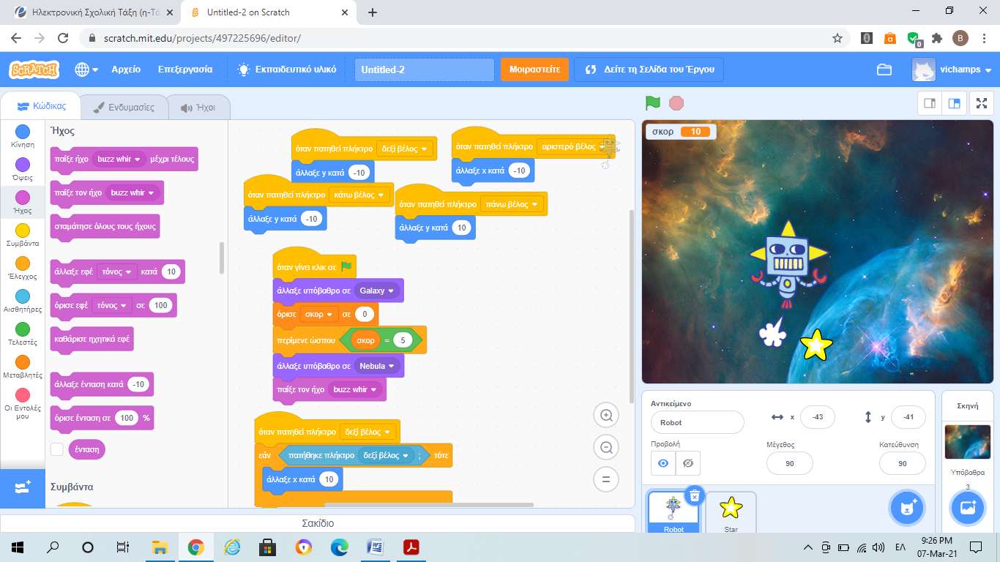 Ηλεκτρονική Σχολική Τάξη (η-Τά
Untitled-2 on Scratch
scratch.mit.edu/projects/497225696/editor/
0
B
SCRATCH
Αρχείο
Επεξεργασία
Εκπαιδευτικό υλικό
Untitled-2
Μοιραστείτε
Δείτε τη Σελίδα του Έργου
vichamps
Κώδικας
Ενδυμασίες
Ήχοι
Κίνηση
Όψεις
Ήχος
Συμβάντα
Έλεγχος
Αισθητήρες
Τελεστές
Μεταβλητές
Οι Εντολές
μου
Ήχος
παίξε ήχο buzz whir μέχρι τέλους
παίξε τον ήχο buzz whir
σταμάτησε όλους τους ήχους
άλλαξε εφέ τόνος κατά 10
όρισε εφέ τόνος σε 100
καθάρισε ηχητικά εφέ
άλλαξε ένταση κατά -10
όρισε ένταση σε 100 %
ένταση
Συμβάντα
όταν πατηθεί πλήκτρο δεξί βέλος
άλλαξε y κατά -10
όταν πατηθεί πλήκτρο αριστερό βέλος
άλλαξε x κατά -10
όταν πατηθεί πλήκτρο κάτω βέλος
άλλαξε y κατά -10
όταν πατηθεί πλήκτρο πάνω βέλος
άλλαξε y κατά 10
όταν γίνει κλικ σε
άλλαξε υπόβαθρο σε Galaxy
όρισε σκορ σε 0
περίμενε ώσπου σκορ = 5
άλλαξε υπόβαθρο σε Nebula
παίξε τον ήχο buzz whir
όταν πατηθεί πλήκτρο δεξί βέλος
εάν πατήθηκε πλήκτρο δεξί βέλος ; τότε
άλλαξε x κατά 10
Σακίδιο
σκορ 10
Αντικείμενο
Robot
x -43
y -41
Προβολή
Μέγεθος
90
Κατεύθυνση
90
Robot
Star
Σκηνή
Υπόβαθρα
3
ΕΛ
9:26 PM
07-Mar-21